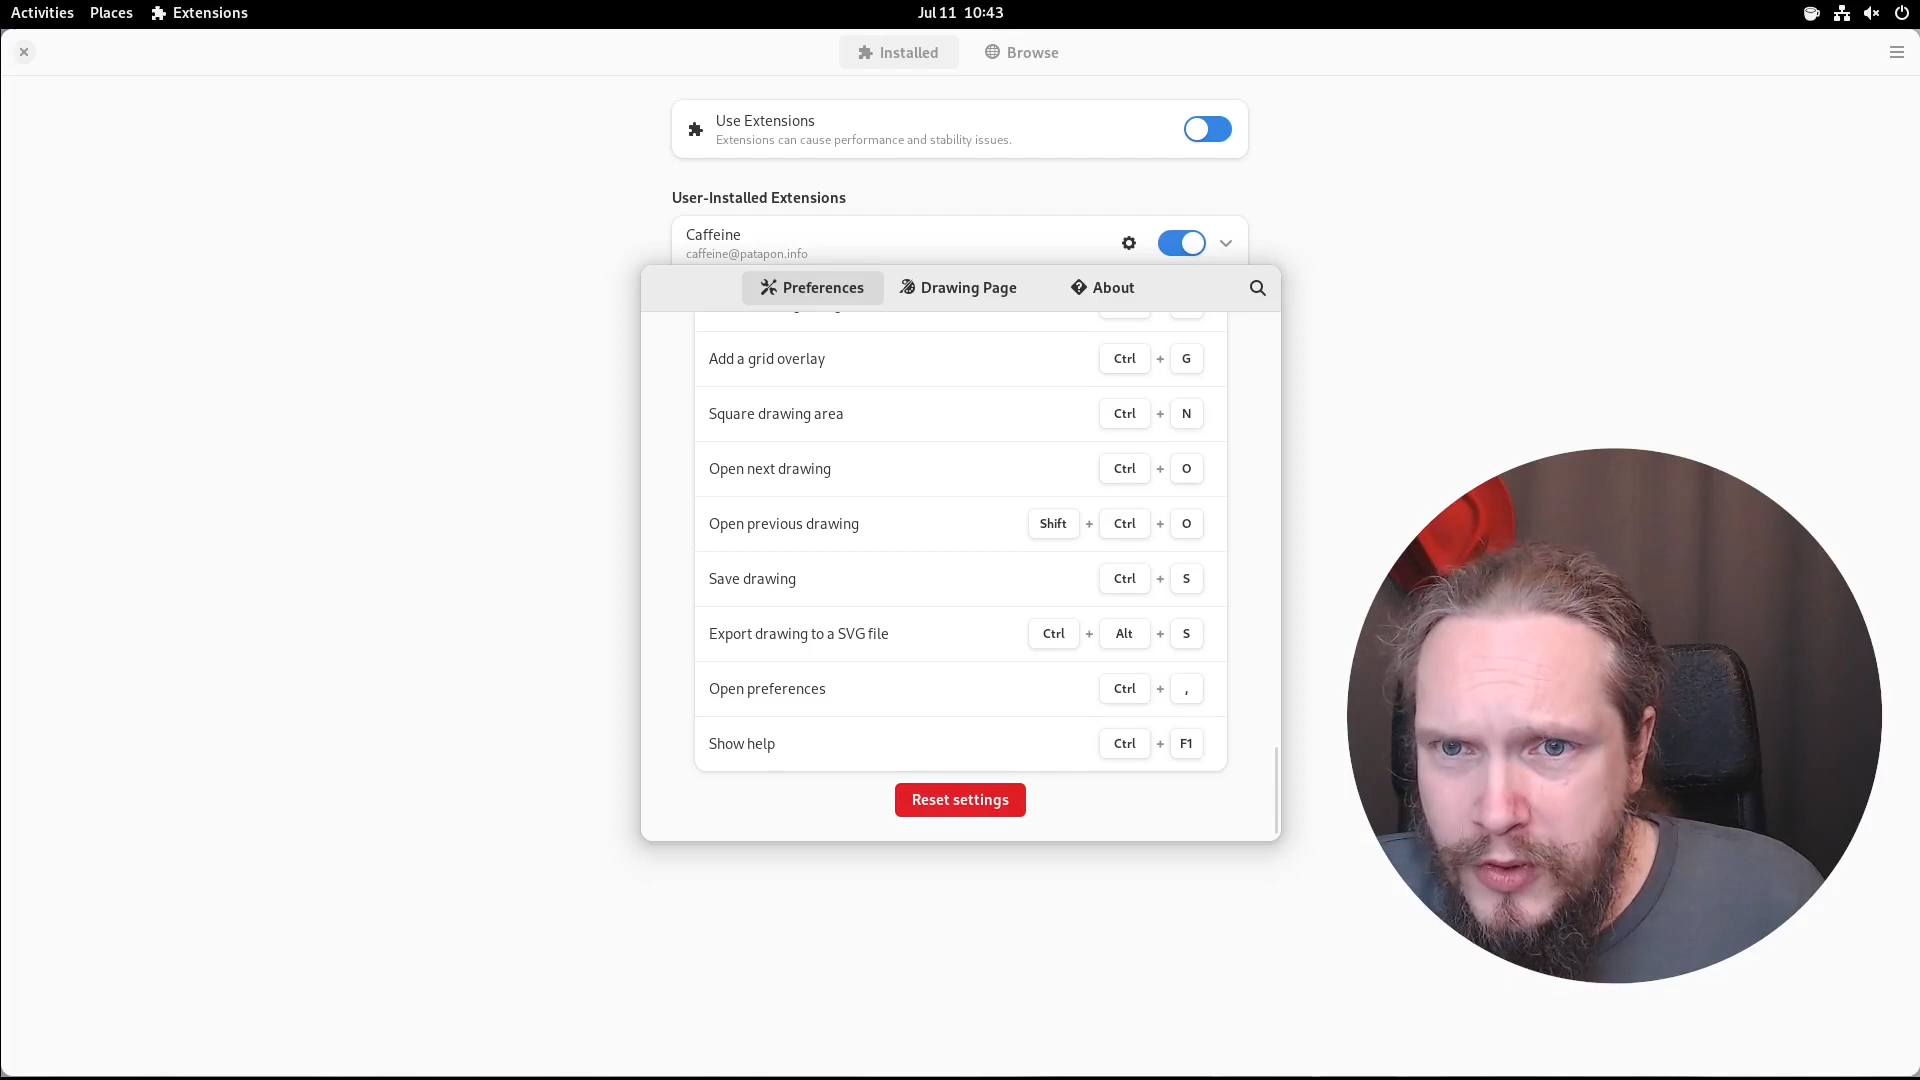 Activities Places Extensions Jul 11 10:43
Installed Browse
Use Extensions
Extensions can cause performance and stability issues.
User-Installed Extensions
Caffeine
caffeine@patapon.info
Preferences Drawing Page About
Add a grid overlay Ctrl + G
Square drawing area Ctrl + N
Open next drawing Ctrl + O
Open previous drawing Shift + Ctrl + O
Save drawing Ctrl + S
Export drawing to a SVG file Ctrl + Alt + S
Open preferences Ctrl + ,
Show help Ctrl + F1
Reset settings